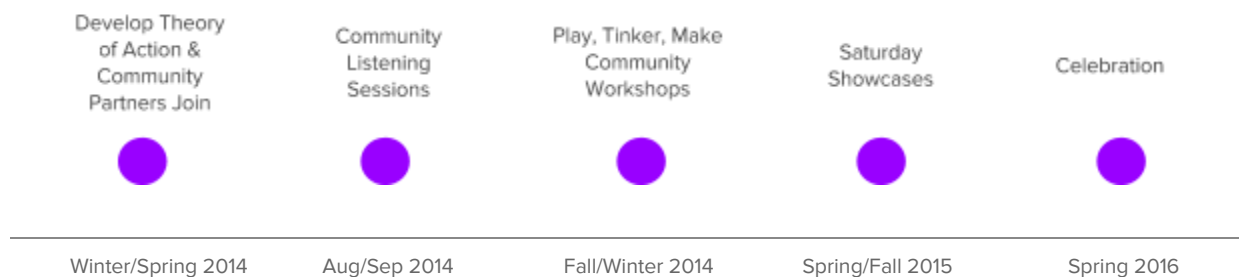 Develop Theory
of Action &
Community
Partners Join
Community
Listening
Sessions
Play, Tinker, Make
Community
Workshops
Saturday
Showcases
Celebration
Winter/Spring 2014
Aug/Sep 2014
Fall/Winter 2014
Spring/Fall 2015
Spring 2016